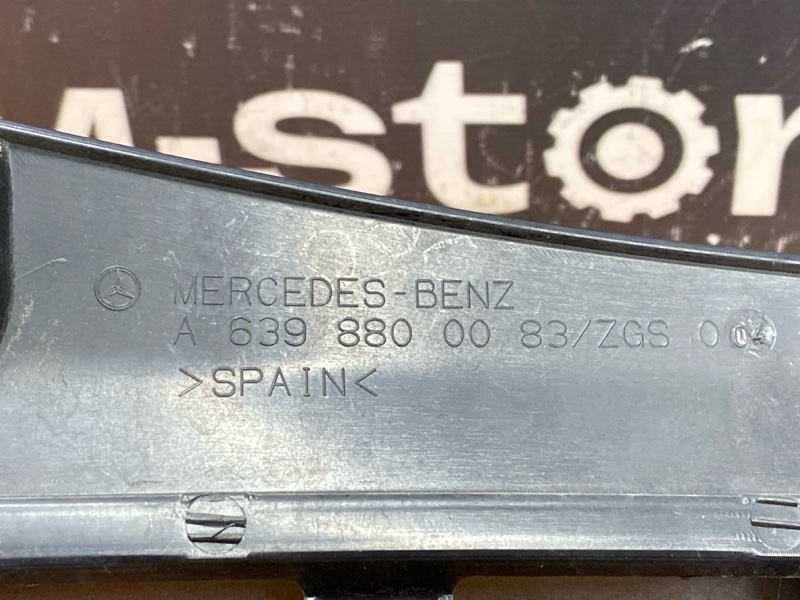 A-stor
MERCEDES-BENZ
A 639 880 00 83/ZGS 004
>SPAIN<